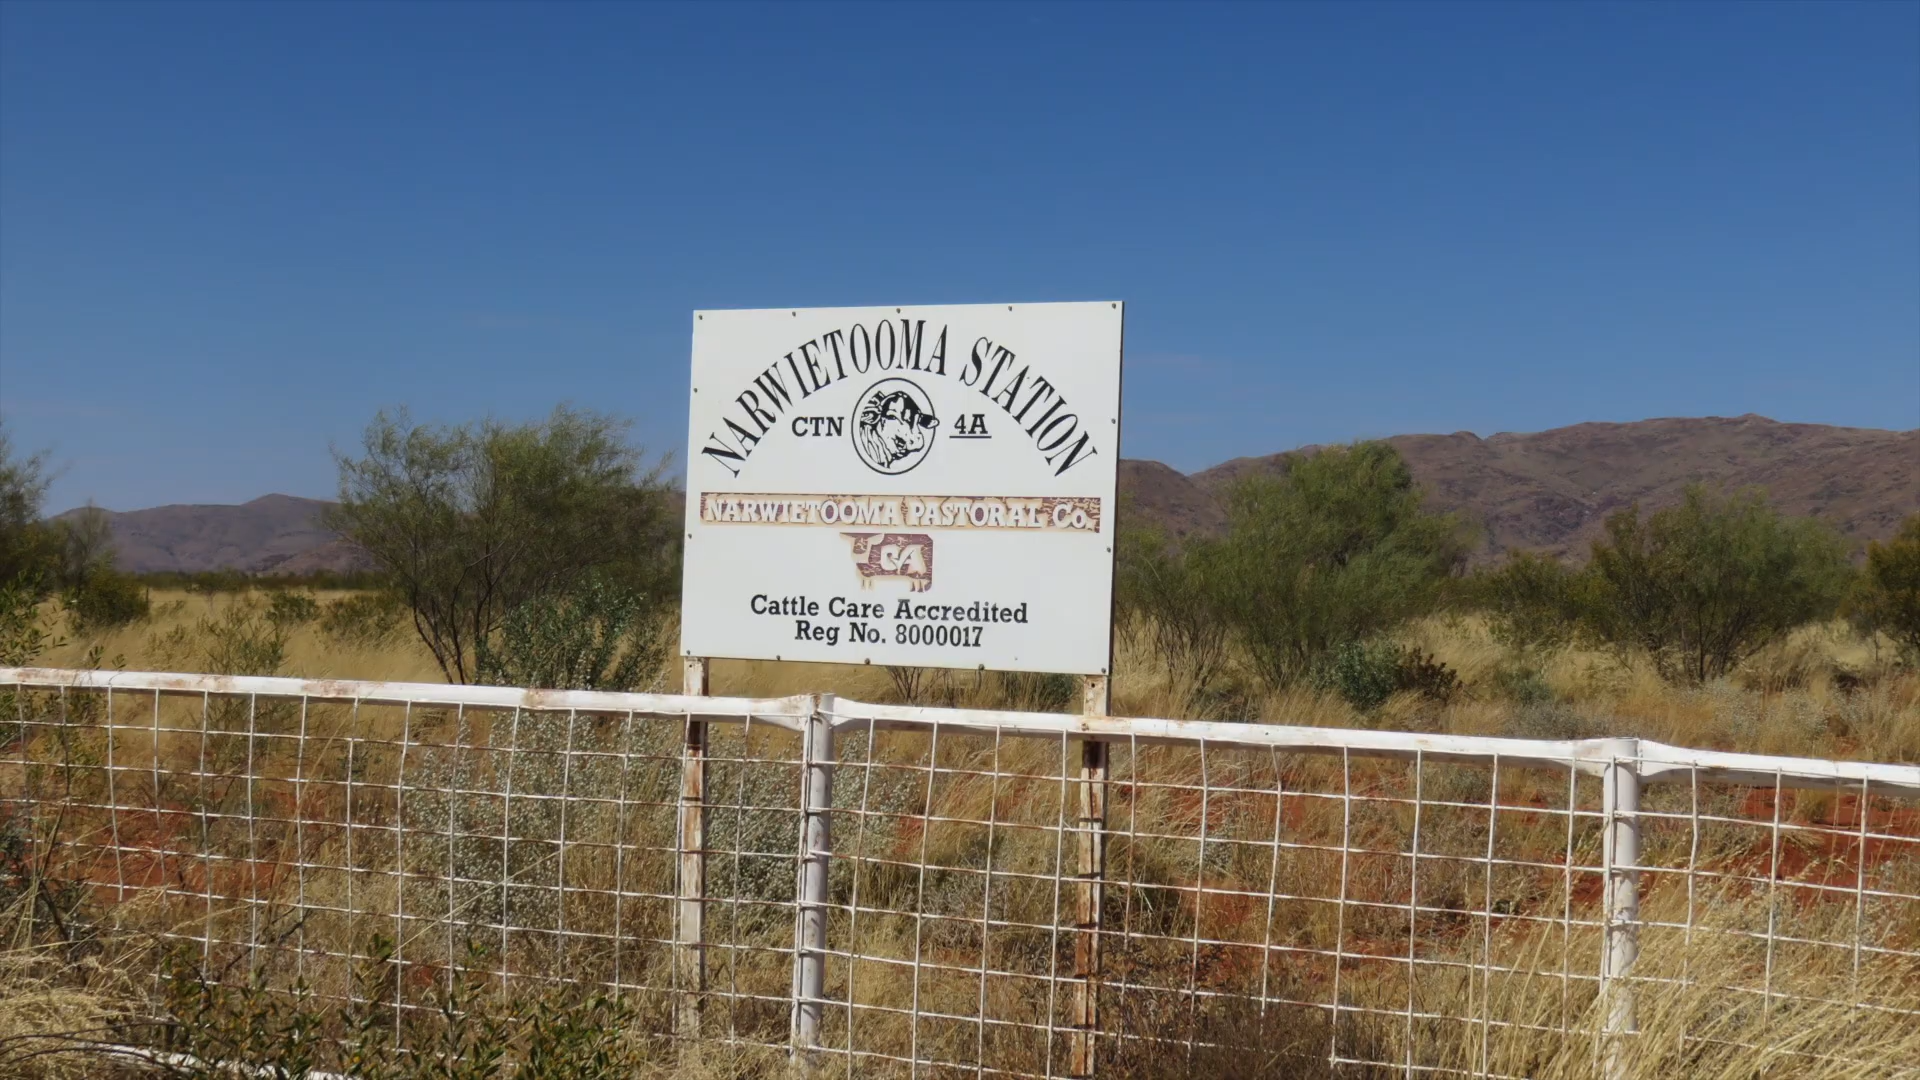 NARWIETOOMA STATION
CTN 4A
NARWIETOOMA PASTORAL Co.
CA
Cattle Care Accredited
Reg No. 8000017